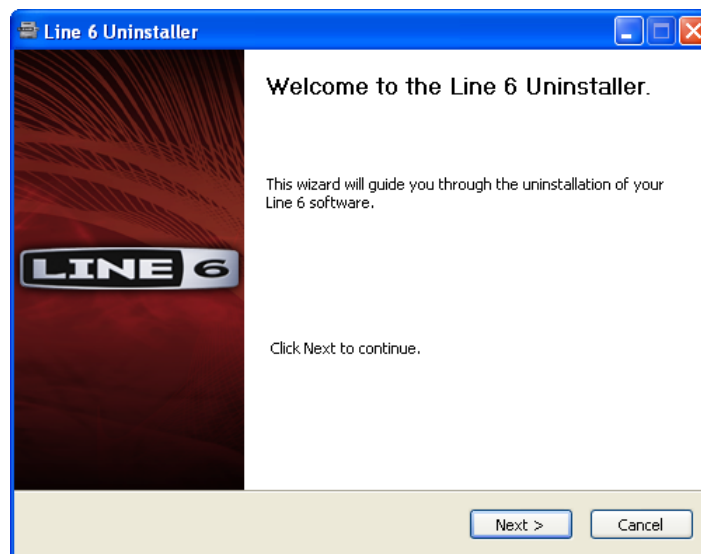 Line 6 Uninstaller
Welcome to the Line 6 Uninstaller.
This wizard will guide you through the uninstallation of your
Line 6 software.
LINE 6
Click Next to continue.
Next >
Cancel